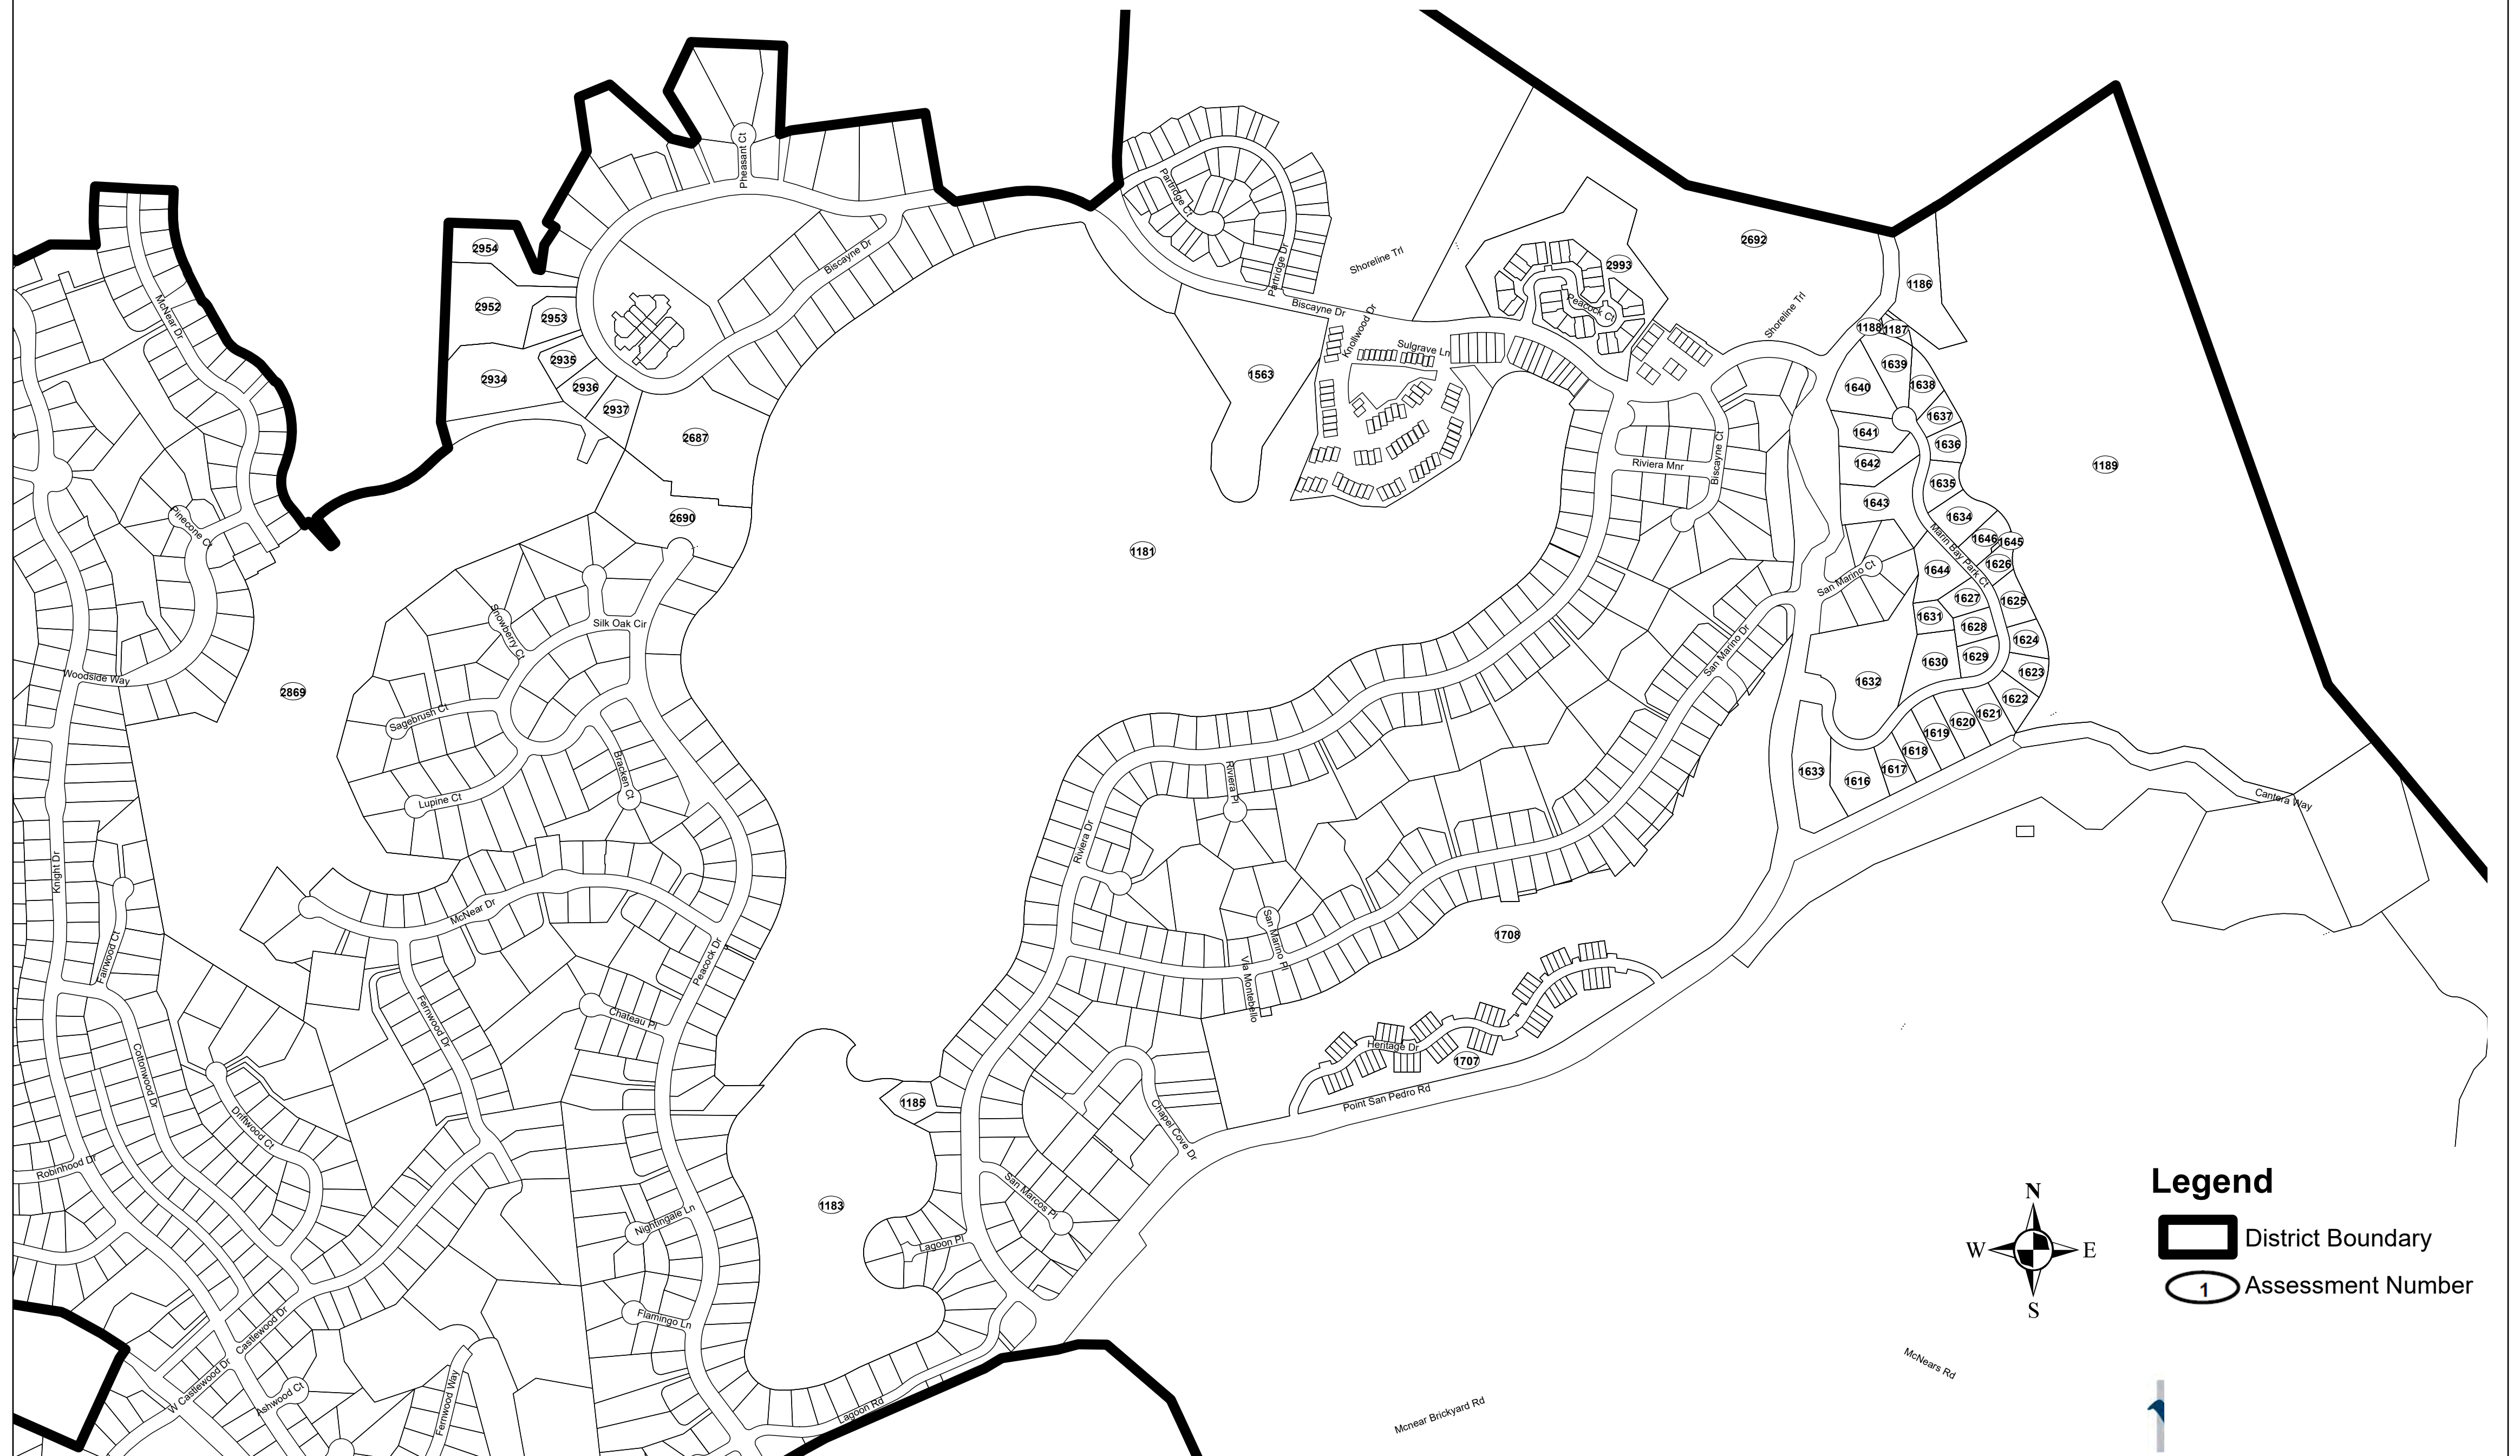 Pheasant Ct
Partridge Ct
2954
2692
2993
Biscayne Dr
Shoreline Trl
Partridge Dr
1186
2952
2953
McNear Dr
Biscayne Dr
Peacock Ct
Shoreline Trl
Knollwood Dr
1188
1187
Sulgrave Ln
2935
2934
2936
1563
1639
1640
1638
2937
1637
2687
1641
1636
Riviera Mnr
Biscayne Ct
1642
1189
1635
1643
2690
Pinecone Ct
1634
1646
1645
1181
Marin Bay Park Ct
1626
1644
San Marino Ct
1627
1625
Snowberry Ct
Silk Oak Cir
1631
1628
1624
San Marino Dr
1629
1630
Woodside Way
1623
1632
2869
1622
Sagebrush Ct
1621
1620
1619
1618
Bracken Ct
Riviera Pl
1633
1617
1616
Lupine Ct
Cantera Way
Riviera Dr
Knight Dr
McNear Dr
San Marino Pl
1708
Fairwood Ct
Peacock Dr
Via Montebello
Fernwood Dr
Chateau Pl
Heritage Dr
1707
Cottonwood Dr
1185
Point San Pedro Rd
Driftwood Ct
Chapel Cove Dr
Robinhood Dr
Legend
San Marcos Pl
N
1183
Nightingale Ln
District Boundary
Lagoon Pl
W
E
1
Assessment Number
S
Flamingo Ln
Castlewood Dr
McNears Rd
W Castlewood Dr
Ashwood Ct
Fernwood Way
Lagoon Rd
Mcnear Brickyard Rd